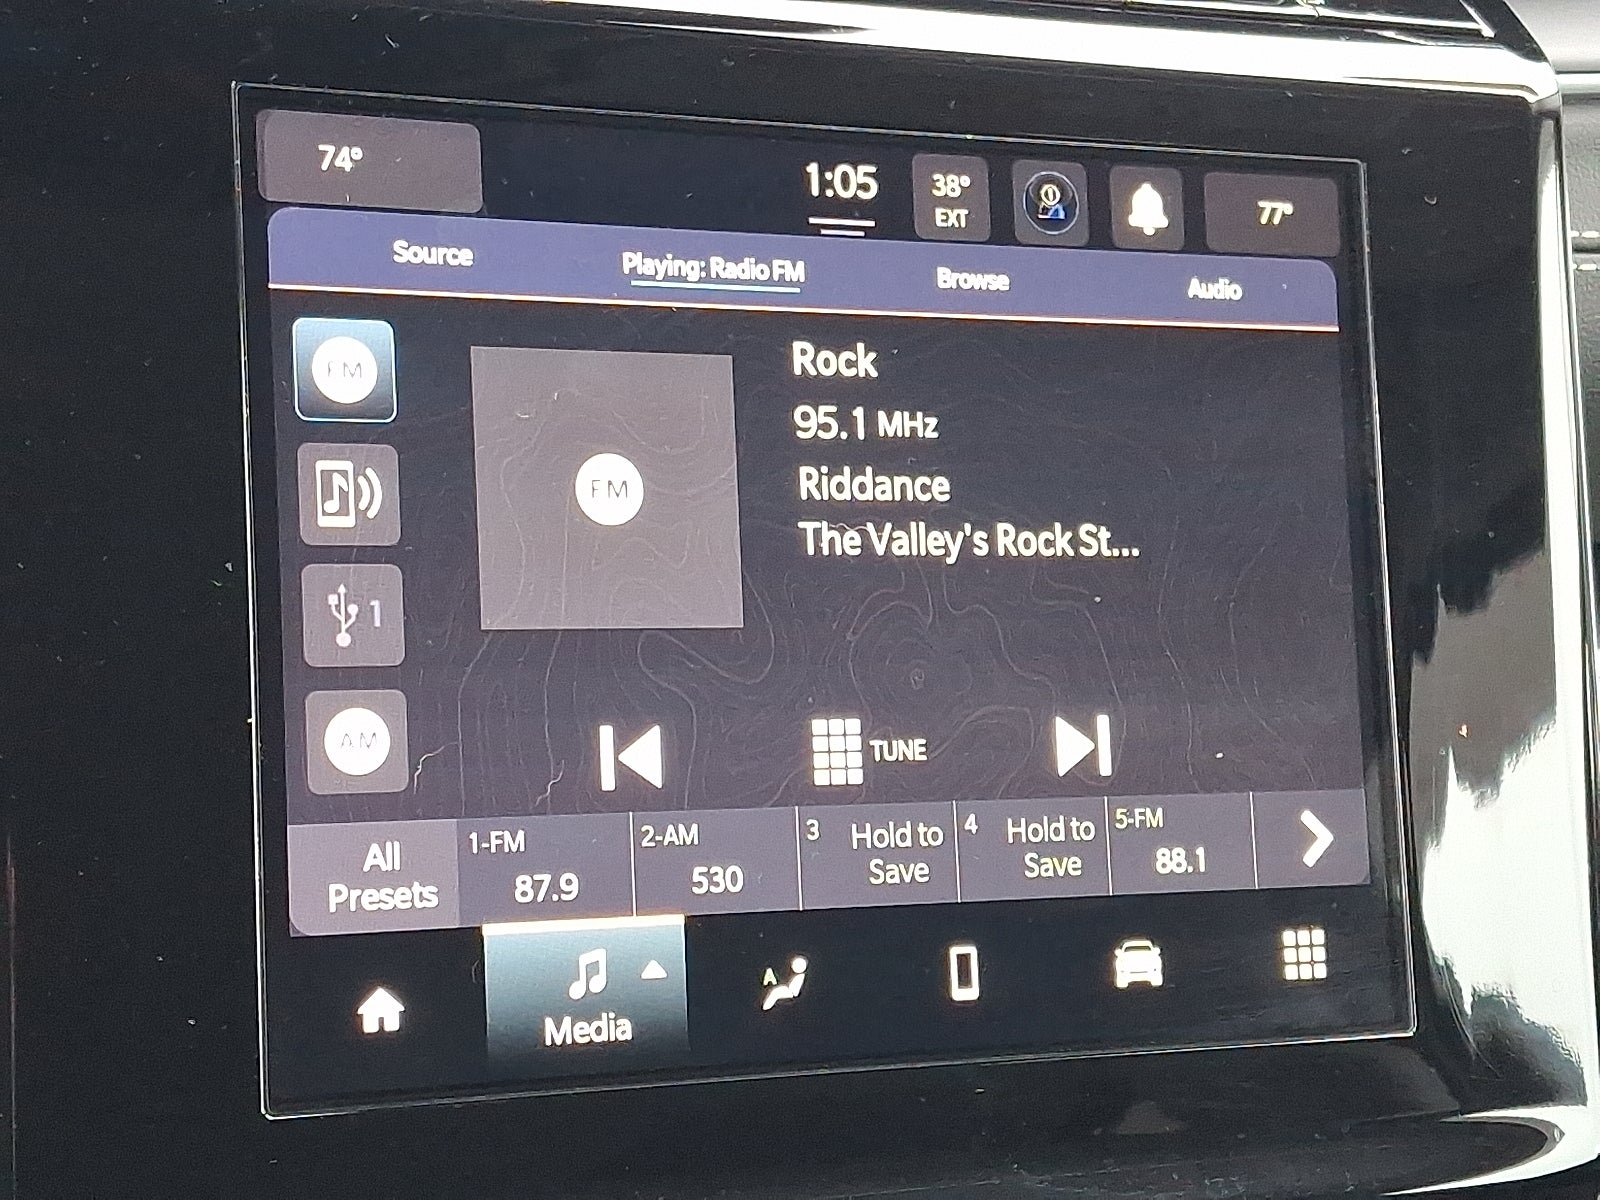 74°
1:05
38°
EXT
77°
Source
Playing: Radio FM
Browse
Audio
FM
FM
Rock
95.1 MHz
Riddance
The Valley's Rock St...
1
AM
TUNE
All
Presets
1-FM
87.9
2-AM
530
3
Hold to
Save
4
Hold to
Save
5-FM
88.1
Media
A